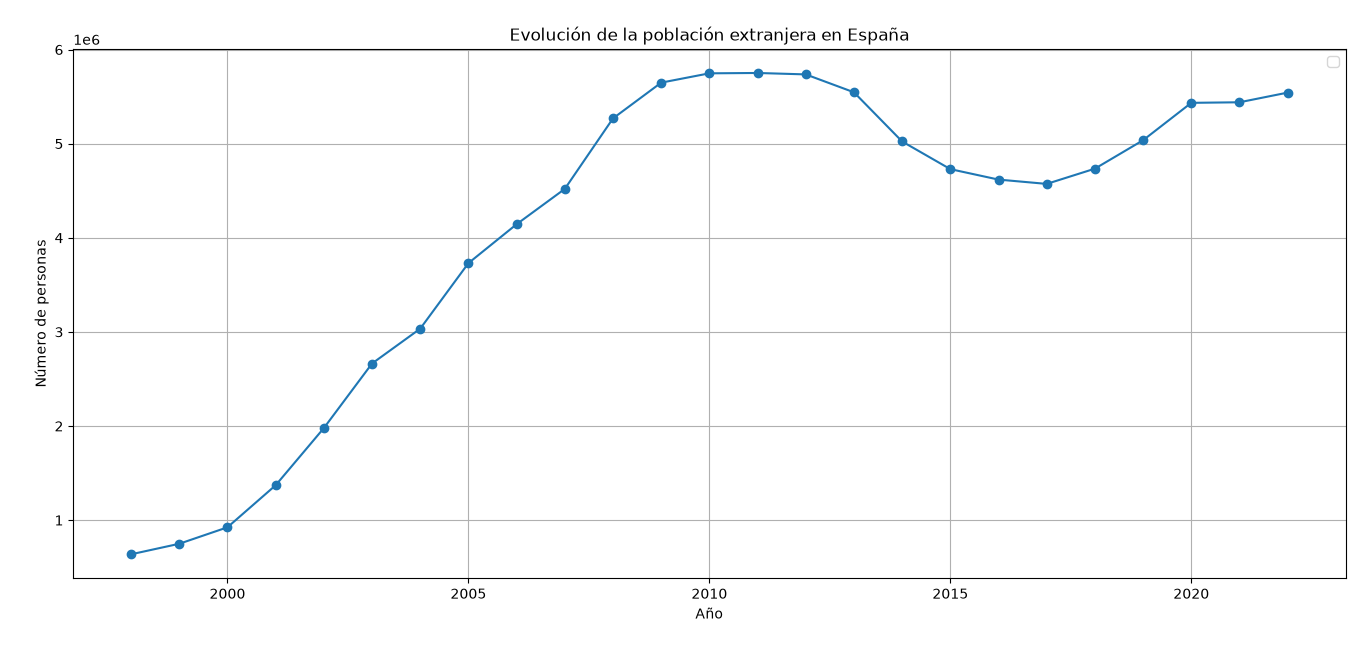 Evolución de la población extranjera en España
1e6
6
5
4
3
2
1
Número de personas
2000 2005 2010 2015 2020
Año